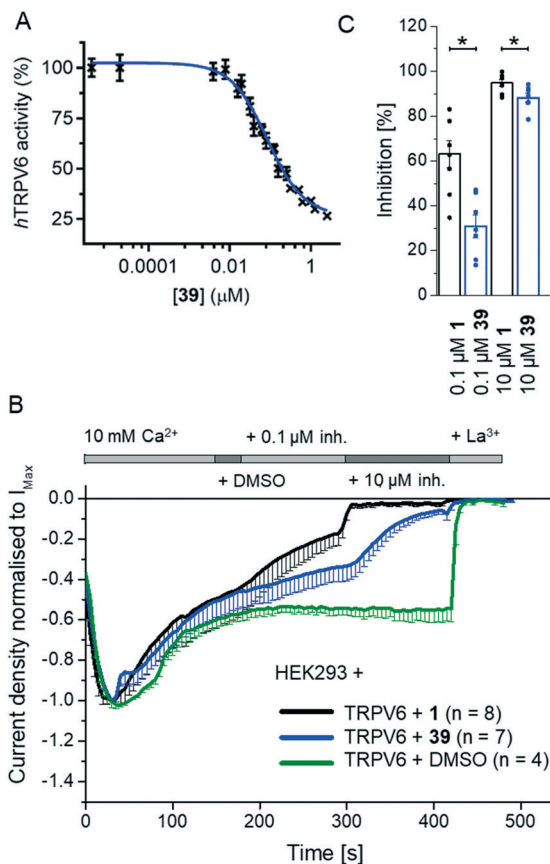 A
hTRPV6 activity (%)
100
75
50
25
0.0001
0.01
1
[39] (μM)
C
Inhibition [%]
100
80
60
40
20
0
*
*
0.1 μM 1
0.1 μM 39
10 μM 1
10 μM 39
B
10 mM Ca²⁺
+ 0.1 μM inh.
+ La³⁺
+ DMSO
+ 10 μM inh.
Current density normalised to I_Max
0.0
-0.2
-0.4
-0.6
-0.8
-1.0
-1.2
-1.4
HEK293 +
TRPV6 + 1 (n = 8)
TRPV6 + 39 (n = 7)
TRPV6 + DMSO (n = 4)
0
100
200
300
400
500
Time [s]